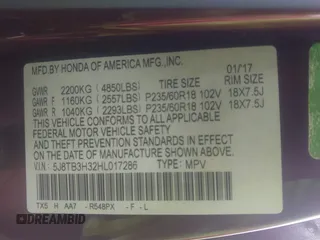 MFD.BY HONDA OF AMERICA MFG.,INC. 01/17
GVWR 2200KG (4850LBS) TIRE SIZE RIM SIZE
GAWR F 1160KG (2557LBS) P235/60R18 102V 18X7.5J
GAWR R 1040KG (2293LBS) P235/60R18 102V 18X7.5J
THIS VEHICLE CONFORMS TO ALL APPLICABLE
FEDERAL MOTOR VEHICLE SAFETY AND THEFT
PREVENTION STANDARDS IN EFFECT ON THE DATE OF
MANUFACTURE SHOWN ABOVE.
V.I.N.: 5J8TB3H32HL017286 TYPE: MPV
TX5 H AA7 -R548PX -F -L
DREAMBID